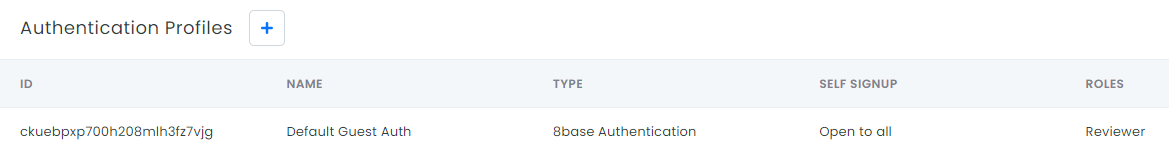 Authentication Profiles +
ID NAME TYPE SELF SIGNUP ROLES
ckuebpxp700h208mlh3fz7vjg Default Guest Auth 8base Authentication Open to all Reviewer